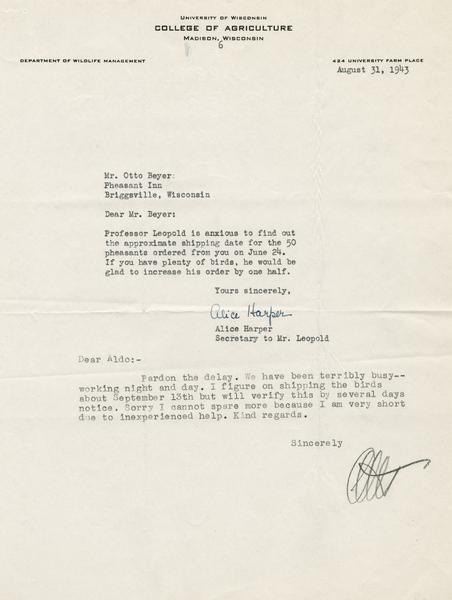 University of Wisconsin
COLLEGE OF AGRICULTURE
Madison, Wisconsin
6
DEPARTMENT OF WILDLIFE MANAGEMENT
424 UNIVERSITY FARM PLACE
August 31, 1943
Mr. Otto Beyer
Pheasant Inn
Briggsville, Wisconsin
Dear Mr. Beyer:
Professor Leopold is anxious to find out
the approximate shipping date for the 50
pheasants ordered from you on June 24.
If you have plenty of birds, he would be
glad to increase his order by one half.
Yours sincerely,
Alice Harper
Alice Harper
Secretary to Mr. Leopold
Dear Aldo:-
Pardon the delay. We have been terribly busy--
working night and day. I figure on shipping the birds
about September 13th but will verify this by several days
notice. Sorry I cannot spare more because I am very short
due to inexperienced help. Kind regards.
Sincerely
Otto